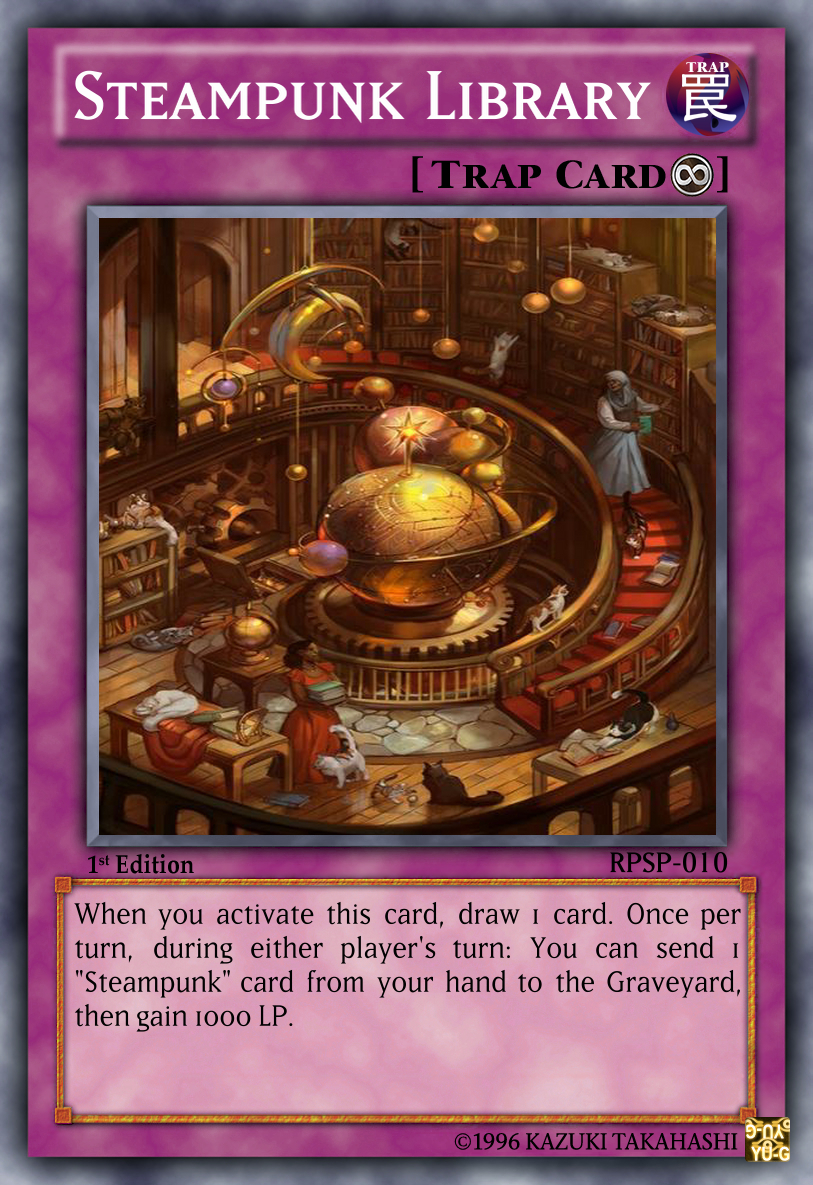 STEAMPUNK LIBRARY
TRAP
罠
[ TRAP CARD∞]
1st Edition
RPSP-010
When you activate this card, draw 1 card. Once per
turn, during either player's turn: You can send 1
"Steampunk" card from your hand to the Graveyard,
then gain 1000 LP.
©1996 KAZUKI TAKAHASHI